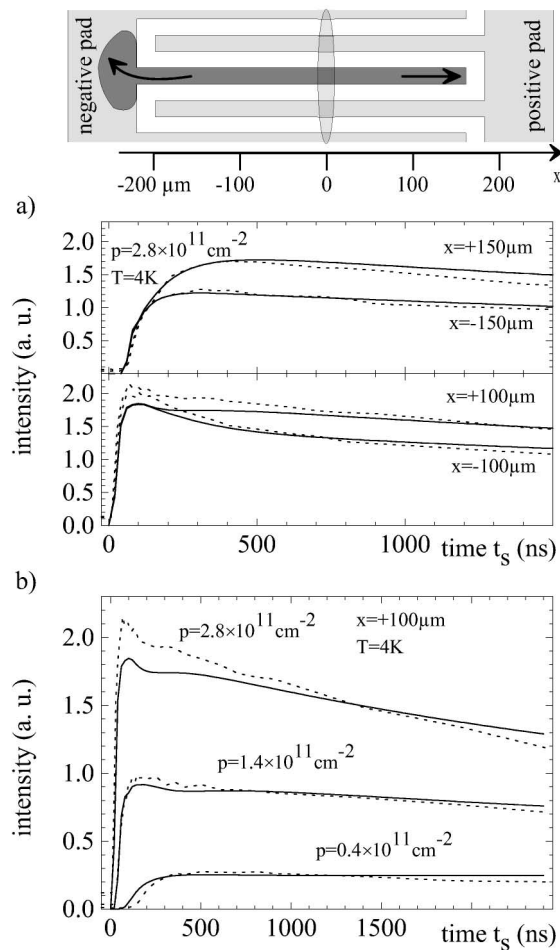 negative pad
positive pad
-200 µm
-100
0
100
200
x
a)
p=2.8×10¹¹cm⁻²
T=4K
x=+150µm
x=-150µm
2.0
1.5
1.0
0.5
x=+100µm
x=-100µm
2.0
1.5
1.0
0.5
0.0
intensity (a. u.)
0
500
1000
time tₛ (ns)
b)
p=2.8×10¹¹cm⁻²
x=+100µm
T=4K
p=1.4×10¹¹cm⁻²
p=0.4×10¹¹cm⁻²
2.0
1.5
1.0
0.5
0.0
intensity (a. u.)
0
500
1000
1500
2000
time tₛ (ns)